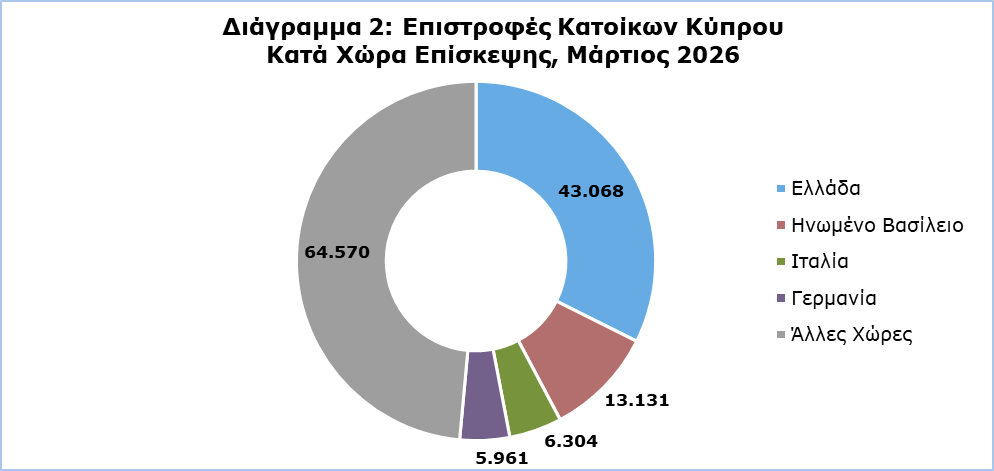 Διάγραμμα 2: Επιστροφές Κατοίκων Κύπρου
Κατά Χώρα Επίσκεψης, Μάρτιος 2026
43.068
13.131
6.304
5.961
64.570
Ελλάδα
Ηνωμένο Βασίλειο
Ιταλία
Γερμανία
Άλλες Χώρες